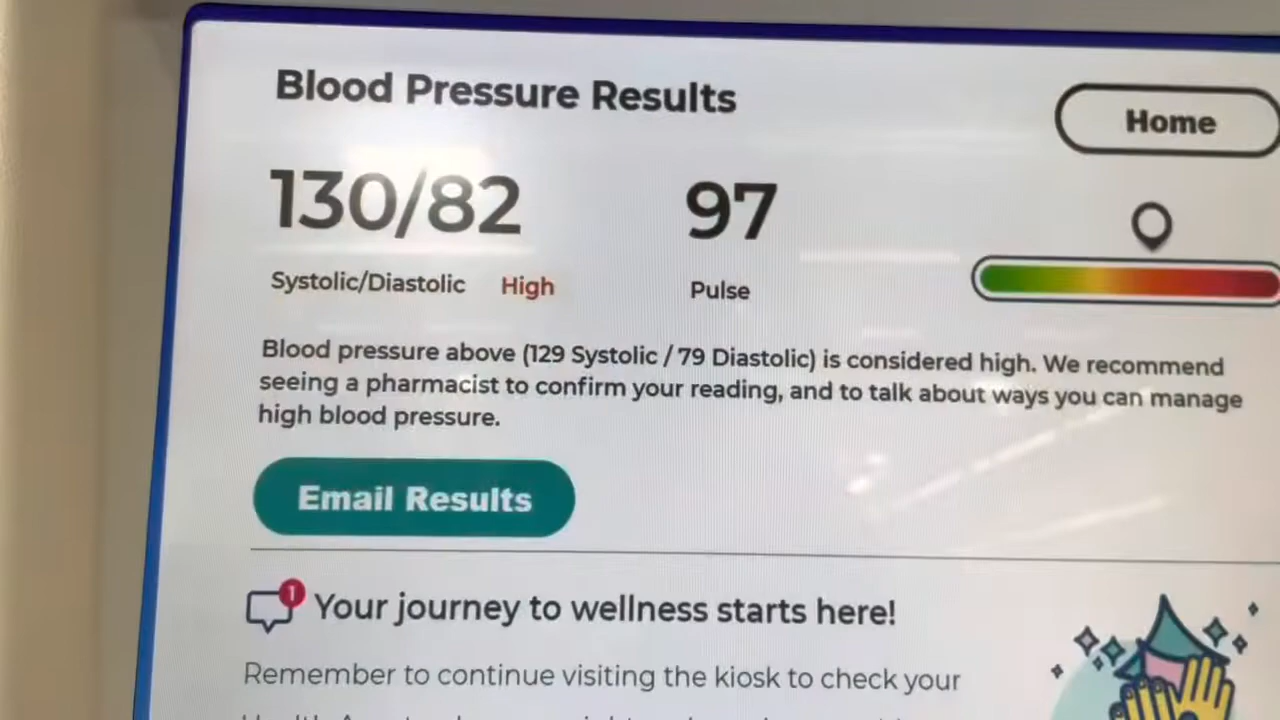 Blood Pressure Results
Home
130/82
97
Systolic/Diastolic High
Pulse
Blood pressure above (129 Systolic / 79 Diastolic) is considered high. We recommend
seeing a pharmacist to confirm your reading, and to talk about ways you can manage
high blood pressure.
Email Results
1
Your journey to wellness starts here!
Remember to continue visiting the kiosk to check your